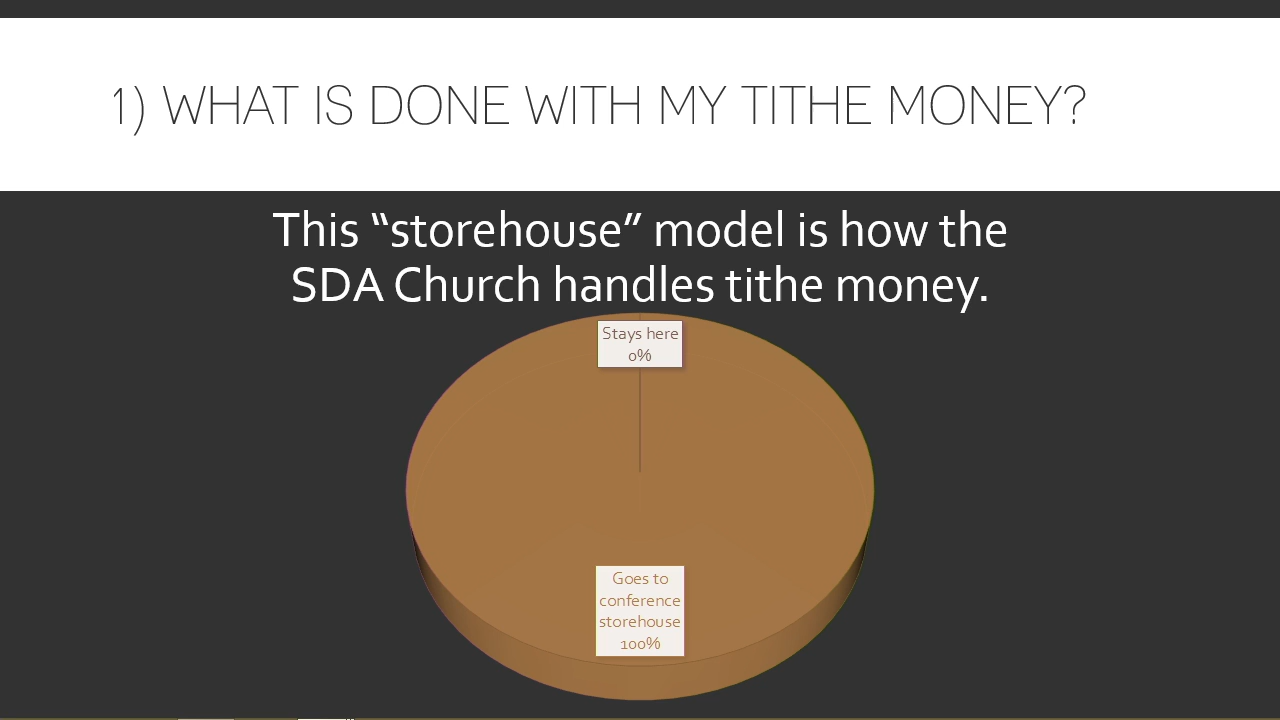 1) WHAT IS DONE WITH MY TITHE MONEY?
This “storehouse” model is how the
SDA Church handles tithe money.
Stays here
0%
Goes to
conference
storehouse
100%